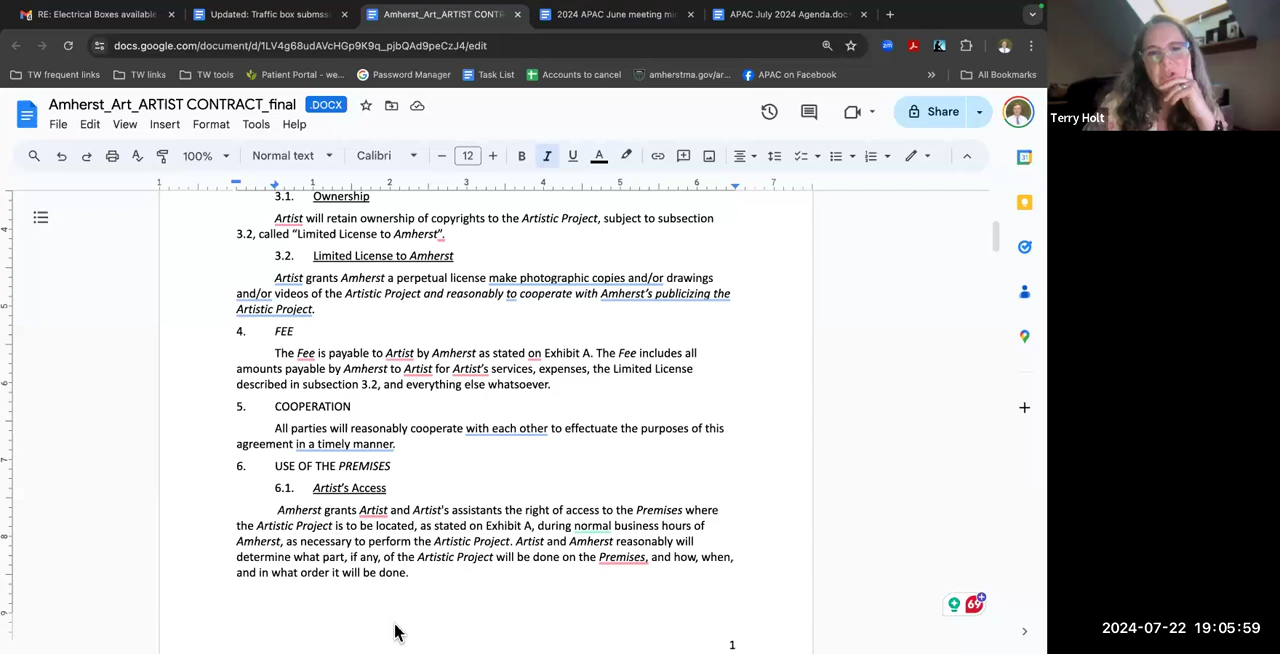 RE: Electrical Boxes available
Updated: Traffic box submss
Amherst_Art_ARTIST CONTR
2024 APAC June meeting mi
APAC July 2024 Agenda.docx
docs.google.com/document/d/1LV4g68udAVcHGp9K9q_pjbQAd9peCzJ4/edit
TW frequent links
TW links
TW tools
Patient Portal - we...
Password Manager
Task List
Accounts to cancel
amherstma.gov/ar...
APAC on Facebook
»
All Bookmarks
Terry Holt
Amherst_Art_ARTIST CONTRACT_final .DOCX
Share
File Edit View Insert Format Tools Help
100% Normal text Calibri 12 B I U A
1 1 2 3 4 5 6 7
3.1. Ownership
Artist will retain ownership of copyrights to the Artistic Project, subject to subsection
3.2, called “Limited License to Amherst”.
3.2. Limited License to Amherst
Artist grants Amherst a perpetual license make photographic copies and/or drawings
and/or videos of the Artistic Project and reasonably to cooperate with Amherst’s publicizing the
Artistic Project.
4. FEE
The Fee is payable to Artist by Amherst as stated on Exhibit A. The Fee includes all
amounts payable by Amherst to Artist for Artist’s services, expenses, the Limited License
described in subsection 3.2, and everything else whatsoever.
5. COOPERATION
All parties will reasonably cooperate with each other to effectuate the purposes of this
agreement in a timely manner.
6. USE OF THE PREMISES
6.1. Artist’s Access
Amherst grants Artist and Artist's assistants the right of access to the Premises where
the Artistic Project is to be located, as stated on Exhibit A, during normal business hours of
Amherst, as necessary to perform the Artistic Project. Artist and Amherst reasonably will
determine what part, if any, of the Artistic Project will be done on the Premises, and how, when,
and in what order it will be done.
69
1
2024-07-22 19:05:59